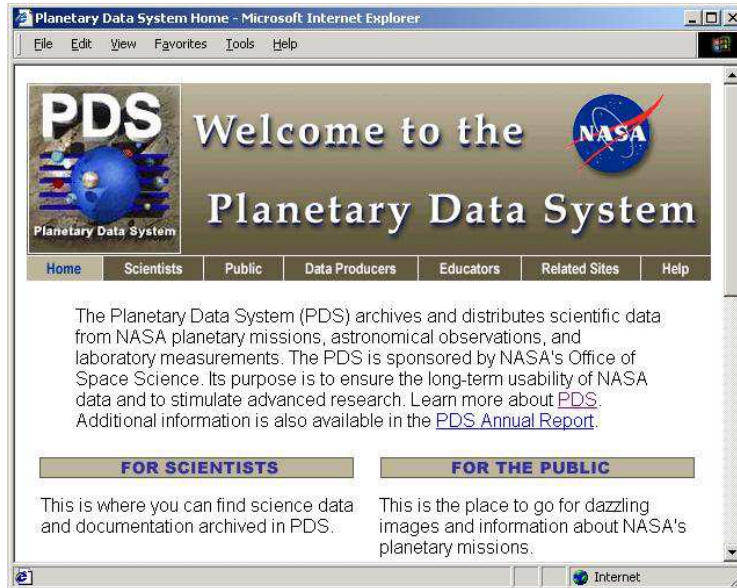 Planetary Data System Home - Microsoft Internet Explorer
File Edit View Favorites Tools Help
PDS
Planetary Data System
Welcome to the
NASA
Planetary Data System
Home Scientists Public Data Producers Educators Related Sites Help
The Planetary Data System (PDS) archives and distributes scientific data
from NASA planetary missions, astronomical observations, and
laboratory measurements. The PDS is sponsored by NASA's Office of
Space Science. Its purpose is to ensure the long-term usability of NASA
data and to stimulate advanced research. Learn more about PDS.
Additional information is also available in the PDS Annual Report.
FOR SCIENTISTS
This is where you can find science data
and documentation archived in PDS.
FOR THE PUBLIC
This is the place to go for dazzling
images and information about NASA's
planetary missions.
Internet